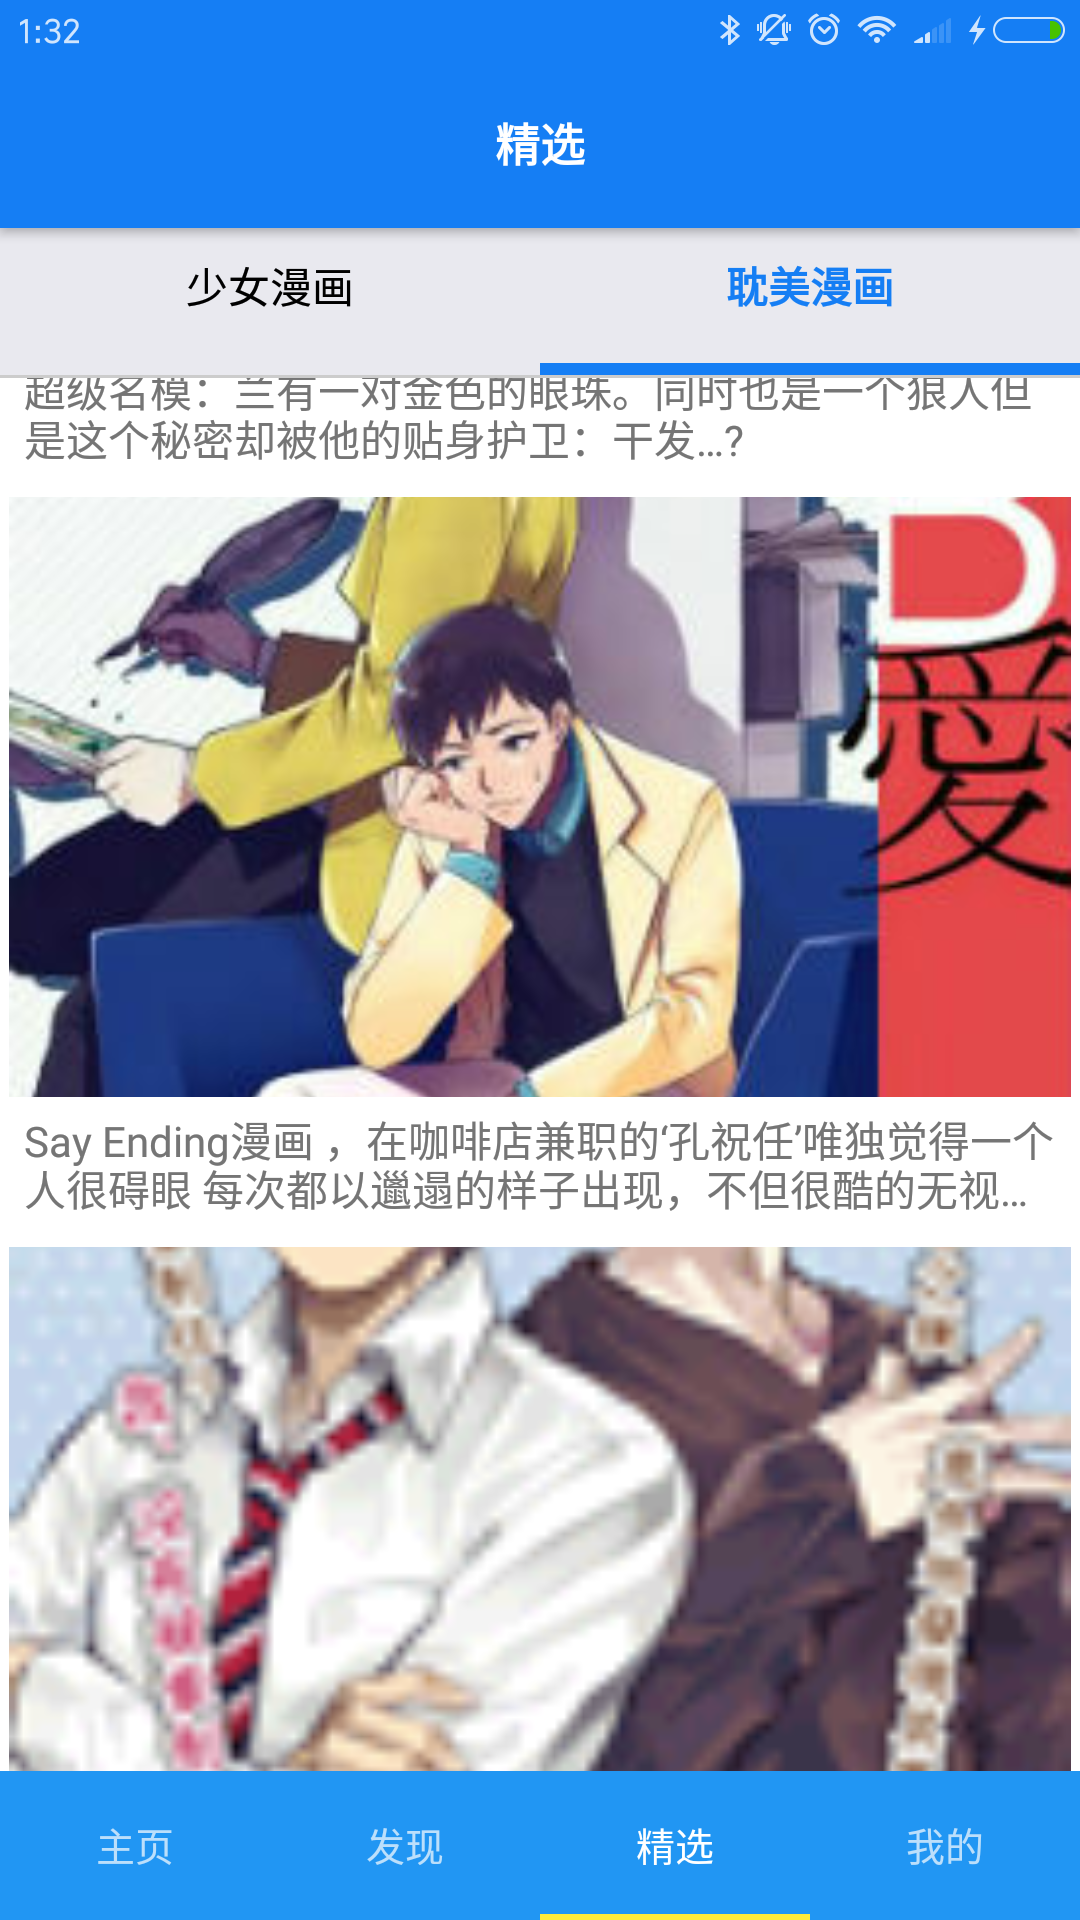 1:32
精选
少女漫画
耽美漫画
超级名模：兰有一对金色的眼珠。同时也是一个狼人但
是这个秘密却被他的贴身护卫：干发...?
愛
Say Ending漫画 ，在咖啡店兼职的‘孔祝任’唯独觉得一个
人很碍眼 每次都以邋遢的样子出现，不但很酷的无视...
主页
发现
精选
我的